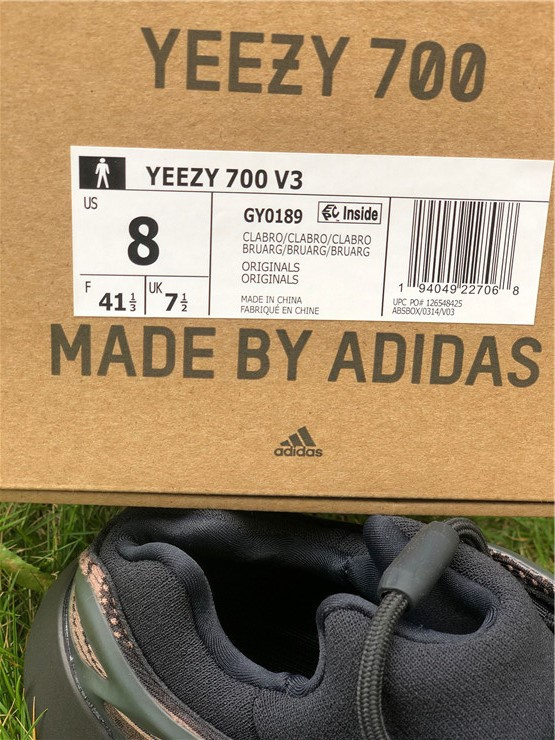 YEEZY 700
YEEZY 700 V3
US
8
F 41 1/3
UK 7 1/2
GY0189
Inside
CLABRO/CLABRO/CLABRO
BRUARG/BRUARG/BRUARG
ORIGINALS
ORIGINALS
MADE IN CHINA
FABRIQUÉ EN CHINE
1 94049 22706 8
UPC PO# 126548425
ABSBOX/0314/V03
MADE BY ADIDAS
adidas